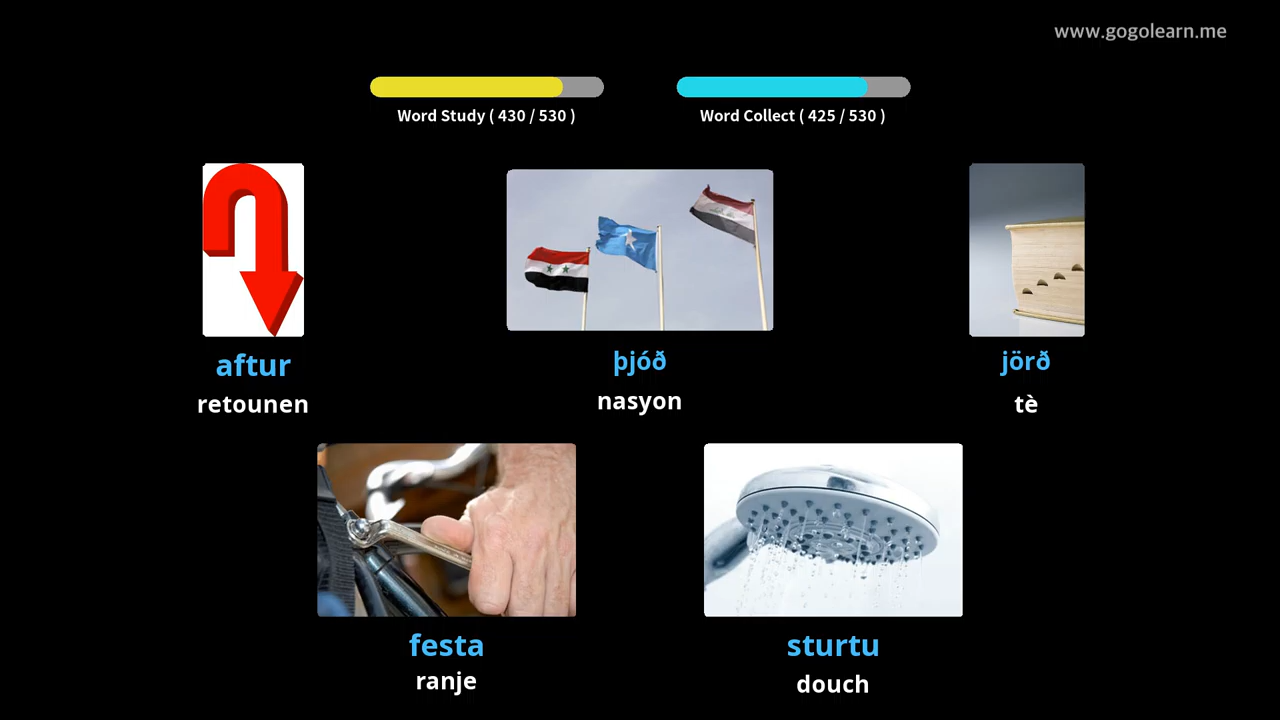 www.gogolearn.me
Word Study ( 430 / 530 )
Word Collect ( 425 / 530 )
aftur
retounen
þjóð
nasyon
jörð
tè
festa
ranje
sturtu
douch